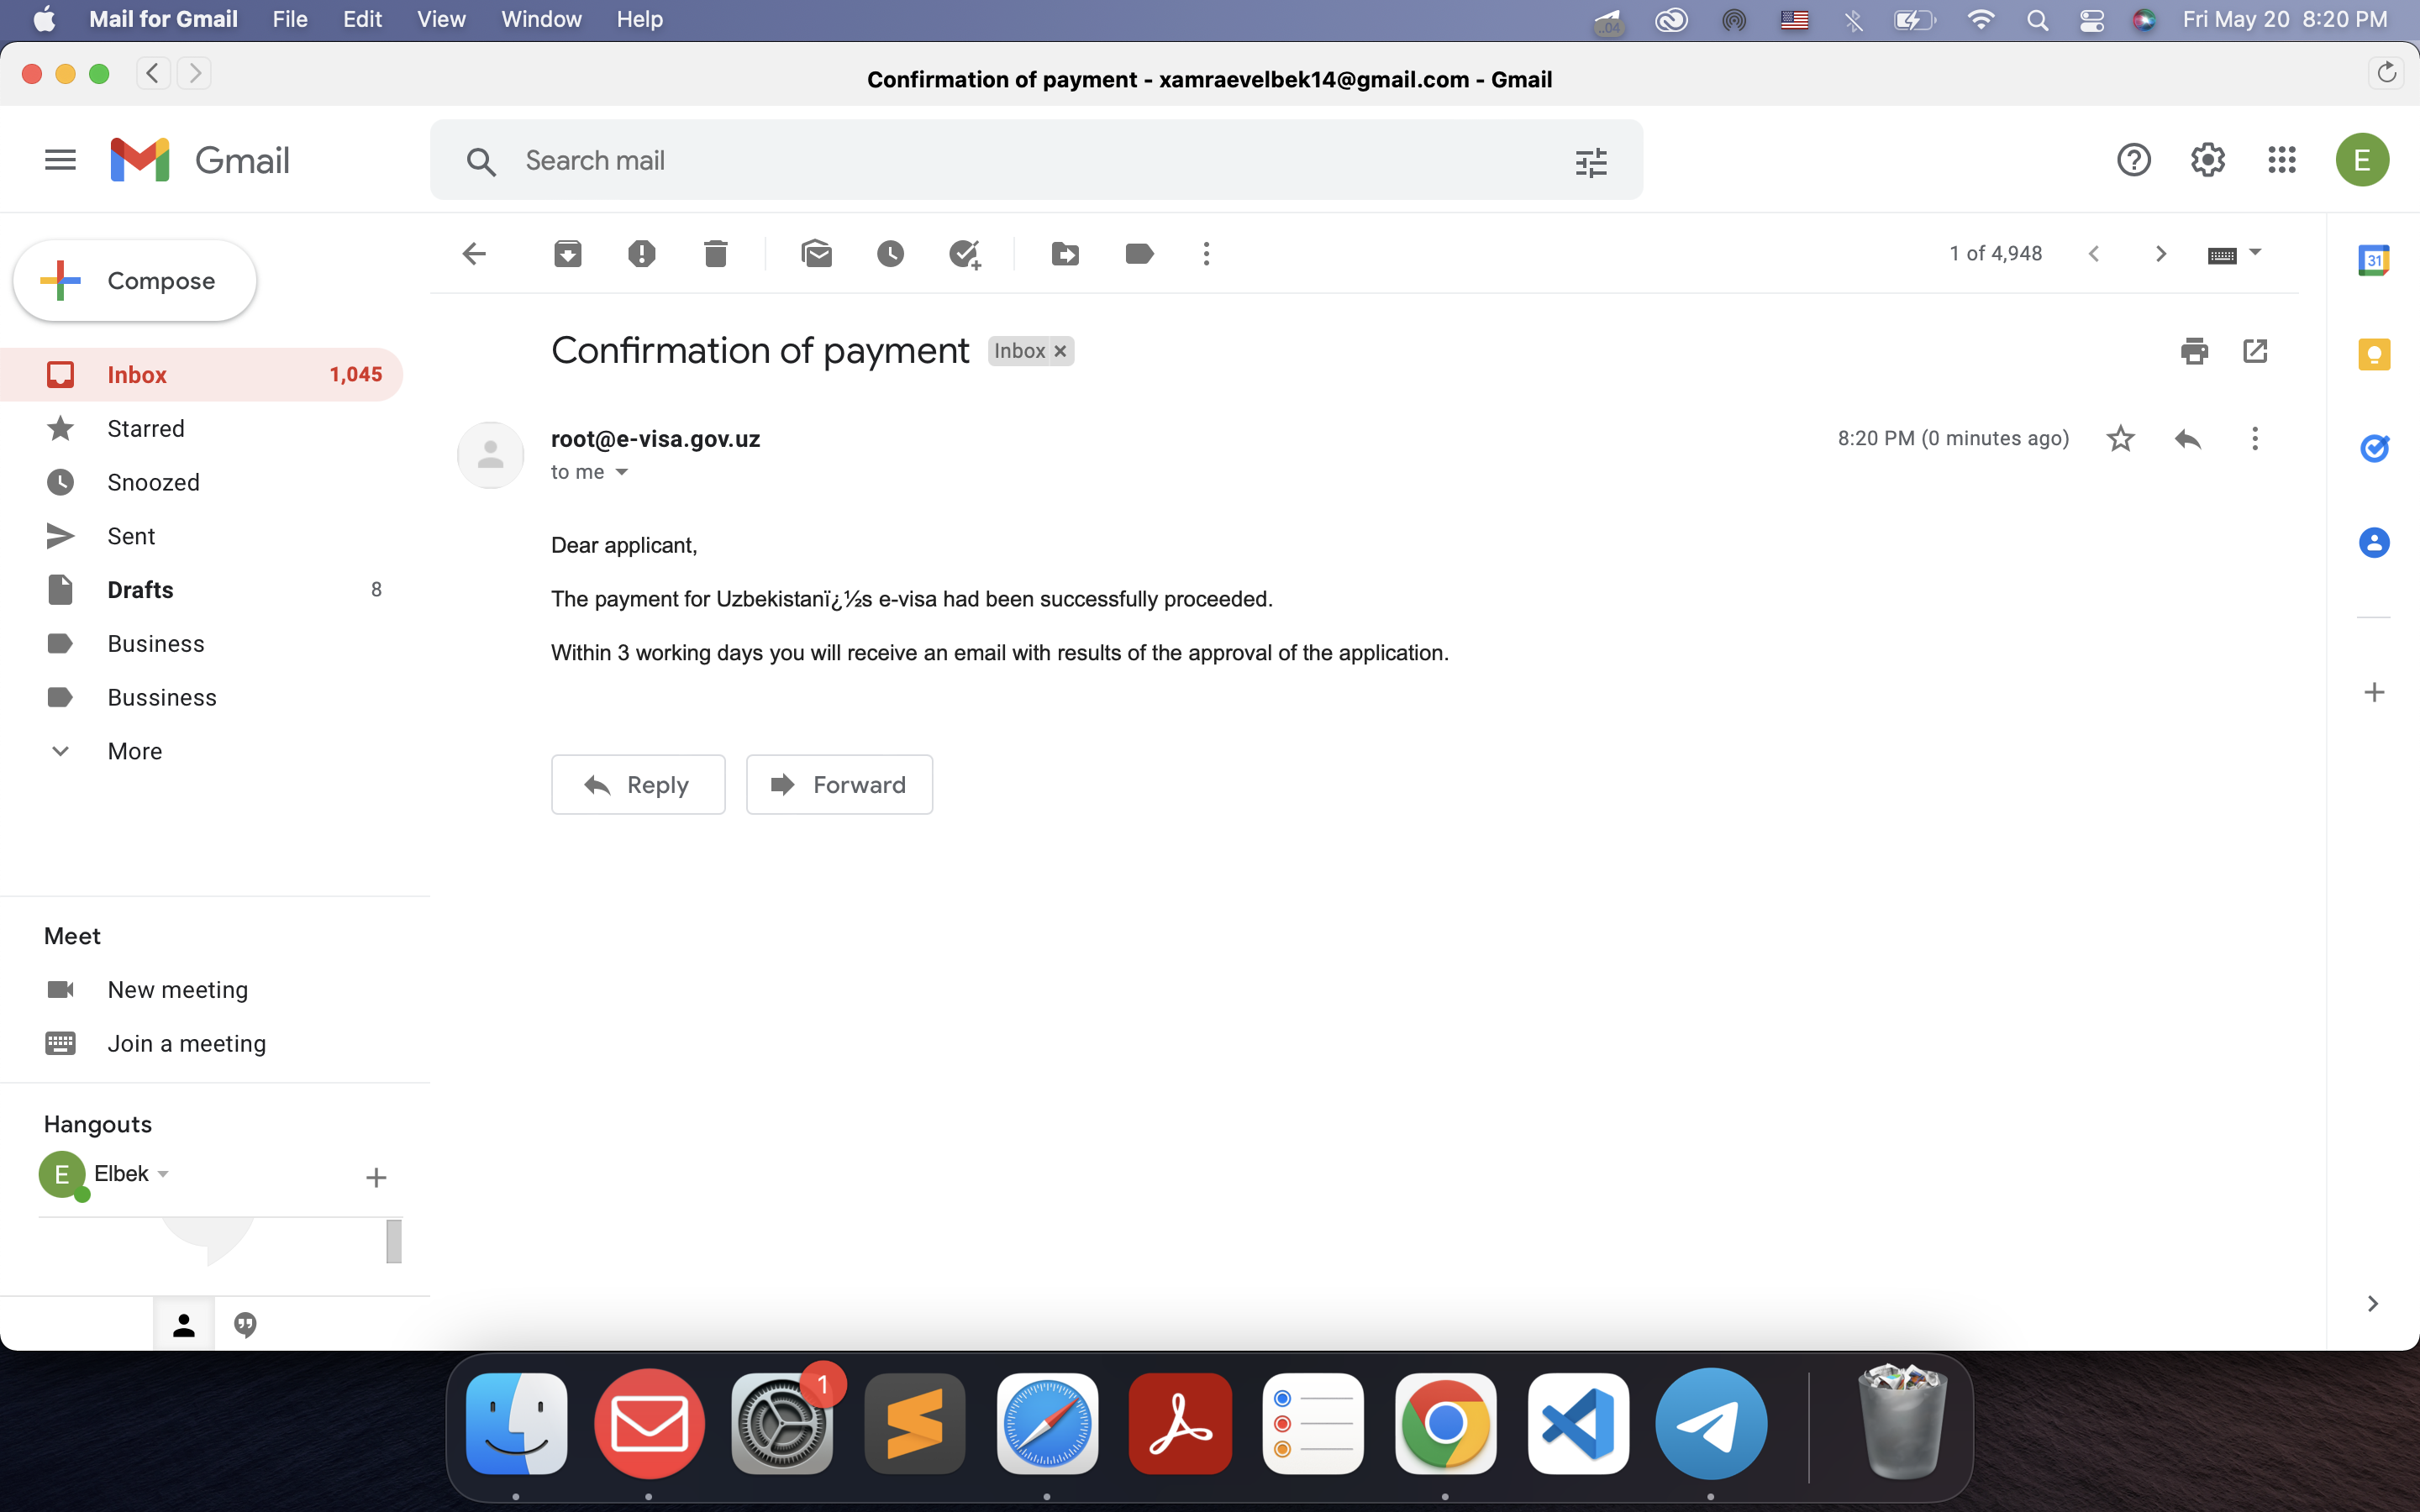 Mail for Gmail File Edit View Window Help
Fri May 20 8:20 PM
Confirmation of payment - xamraevelbek14@gmail.com - Gmail
Gmail
Search mail
E
Compose
1 of 4,948
31
Confirmation of payment
Inbox ×
Inbox 1,045
Starred
Snoozed
Sent
Drafts 8
Business
Bussiness
More
root@e-visa.gov.uz
to me
8:20 PM (0 minutes ago)
Dear applicant,
The payment for Uzbekistanï¿½s e-visa had been successfully proceeded.
Within 3 working days you will receive an email with results of the approval of the application.
Reply
Forward
Meet
New meeting
Join a meeting
Hangouts
E Elbek
1